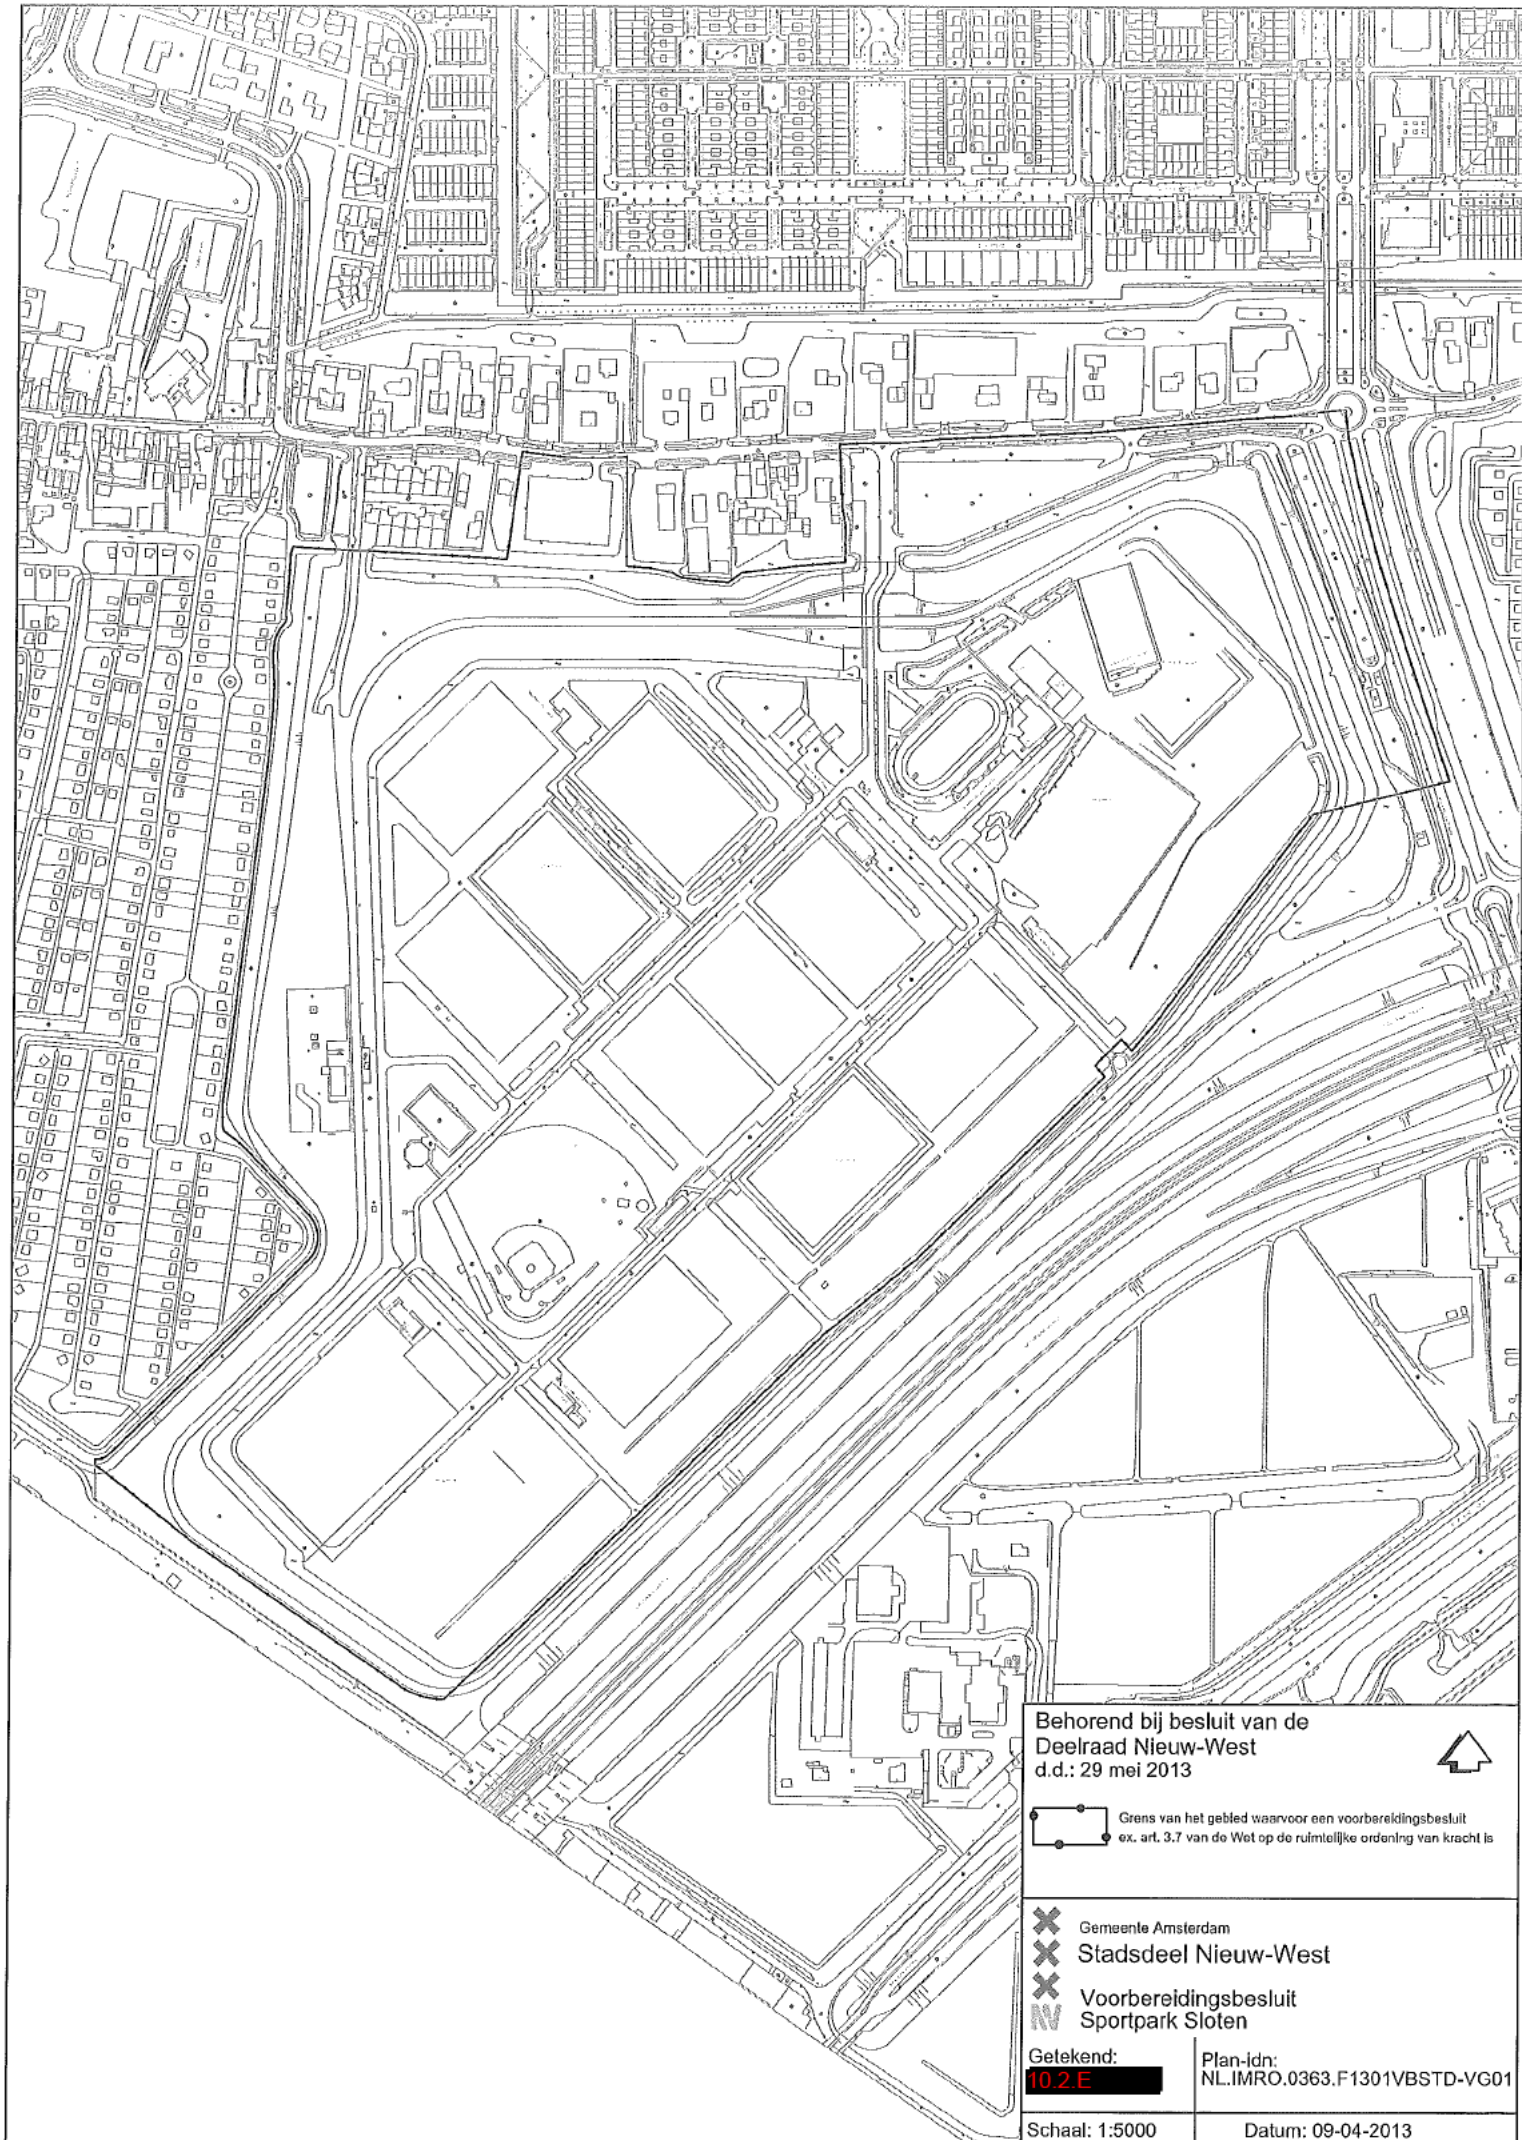 Behorend bij besluit van de
Deelraad Nieuw-West
d.d.: 29 mei 2013
Grens van het gebied waarvoor een voorbereidingsbesluit
ex. art. 3.7 van de Wet op de ruimtelijke ordening van kracht is
Gemeente Amsterdam
Stadsdeel Nieuw-West
Voorbereidingsbesluit
Sportpark Sloten
Getekend:
10.2.E
Plan-idn:
NL.IMRO.0363.F1301VBSTD-VG01
Schaal: 1:5000
Datum: 09-04-2013